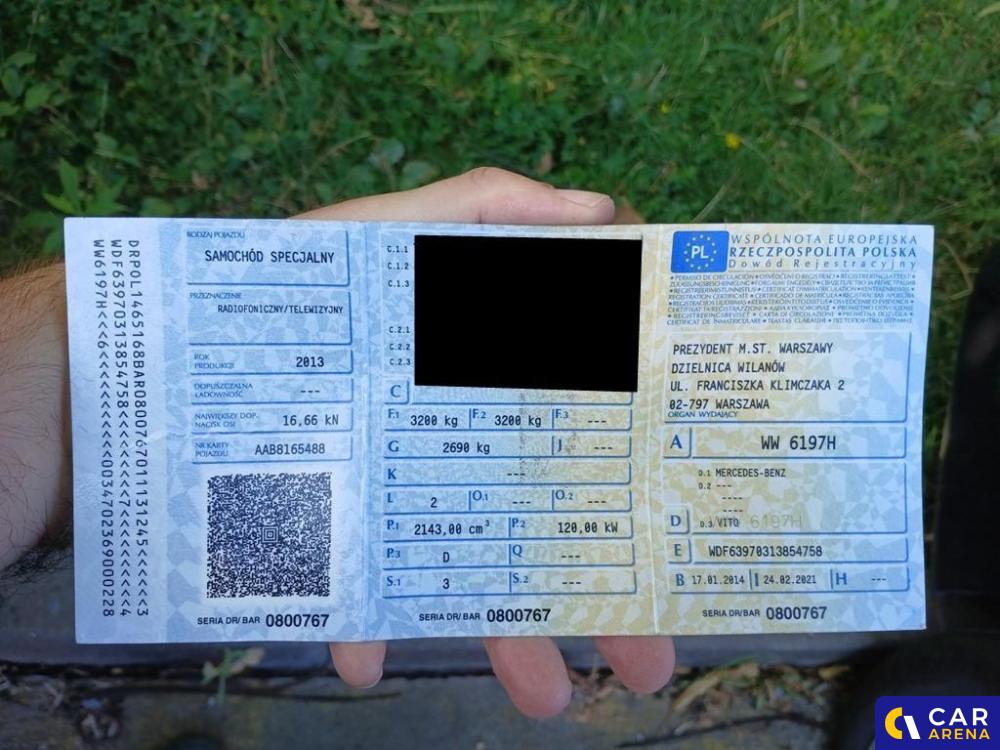 DRPOL1465168BAR0800767011131245<<<<<<3
WDF63970313854758<<<<<<7<<<<<<<<<<<4
WW6197H<<6<<<<<<<<<<<0034702369000228
RODZAJ POJAZDU
SAMOCHÓD SPECJALNY
PRZEZNACZENIE
RADIOFONICZNY/TELEWIZYJNY
ROK PRODUKCJI 2013
DOPUSZCZALNA ŁADOWNOŚĆ ---
NAJWIĘKSZY DOP. NACISK OSI 16,66 kN
NR KARTY POJAZDU AAB8165488
SERIA DR/BAR 0800767
C.1.1
C.1.2
C.1.3
C.2.1
C.2.2
C.2.3
C
F.1 3200 kg F.2 3200 kg F.3 ---
G 2690 kg J ---
K ---
L 2 O.1 --- O.2 ---
P.1 2143,00 cm³ P.2 120,00 kW
P.3 D Q ---
S.1 3 S.2 ---
SERIA DR/BAR 0800767
PL
WSPÓLNOTA EUROPEJSKA
RZECZPOSPOLITA POLSKA
Dowód Rejestracyjny
PREZYDENT M.ST. WARSZAWY
DZIELNICA WILANÓW
UL. FRANCISZKA KLIMCZAKA 2
02-797 WARSZAWA
ORGAN WYDAJĄCY
A WW 6197H
D.1 MERCEDES-BENZ
D.2 ---
----
----
D D.3 VITO
WW 6197H
E WDF63970313854758
B 17.01.2014 I 24.02.2021 H ---
SERIA DR/BAR 0800767
CAR
ARENA